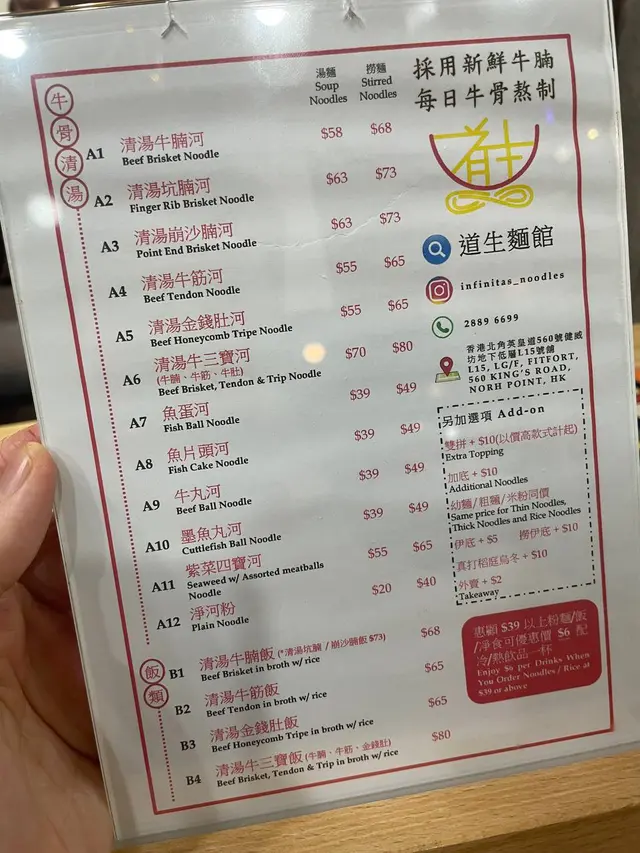 採用新鮮牛腩
每日牛骨熬制
道生麵館
infinitas_noodles
2889 6699
香港北角英皇道560號健威
坊地下低層L15號舖
L15, LG/F, FITFORT,
560 KING'S ROAD,
NORH POINT, HK
牛骨清湯
湯麵 撈麵
Soup Stirred
Noodles Noodles
A1 清湯牛腩河 $58 $68
Beef Brisket Noodle
A2 清湯坑腩河 $63 $73
Finger Rib Brisket Noodle
A3 清湯崩沙腩河 $63 $73
Point End Brisket Noodle
A4 清湯牛筋河 $55 $65
Beef Tendon Noodle
A5 清湯金錢肚河 $55 $65
Beef Honeycomb Tripe Noodle
A6 清湯牛三寶河 $70 $80
(牛腩、牛筋、牛肚)
Beef Brisket, Tendon & Trip Noodle
A7 魚蛋河 $39 $49
Fish Ball Noodle
A8 魚片頭河 $39 $49
Fish Cake Noodle
A9 牛丸河 $39 $49
Beef Ball Noodle
A10 墨魚丸河 $39 $49
Cuttlefish Ball Noodle
A11 紫菜四寶河 $55 $65
Seaweed w/ Assorted meatballs
Noodle
A12 淨河粉 $20 $40
Plain Noodle
飯類
B1 清湯牛腩飯 (*清湯坑腩 / 崩沙腩飯 $73) $68
Beef Brisket in broth w/ rice
B2 清湯牛筋飯 $65
Beef Tendon in broth w/ rice
B3 清湯金錢肚飯 $65
Beef Honeycomb Tripe in broth w/ rice
B4 清湯牛三寶飯 (牛腩、牛筋、金錢肚) $80
Beef Brisket, Tendon & Trip in broth w/ rice
另加選項 Add-on
雙拼 + $10(以價高款式計起)
Extra Topping
加底 + $10
Additional Noodles
幼麵/粗麵/米粉同價
Same price for Thin Noodles,
Thick Noodles and Rice Noodles
伊底 + $5 撈伊底 + $10
真打稻庭烏冬 + $10
外賣 + $2
Takeaway
惠顧 $39 以上粉麵/飯
/淨食可優惠價 $6 配
冷/熱飲品一杯
Enjoy $6 per Drinks When
You Order Noodles / Rice at
$39 or above